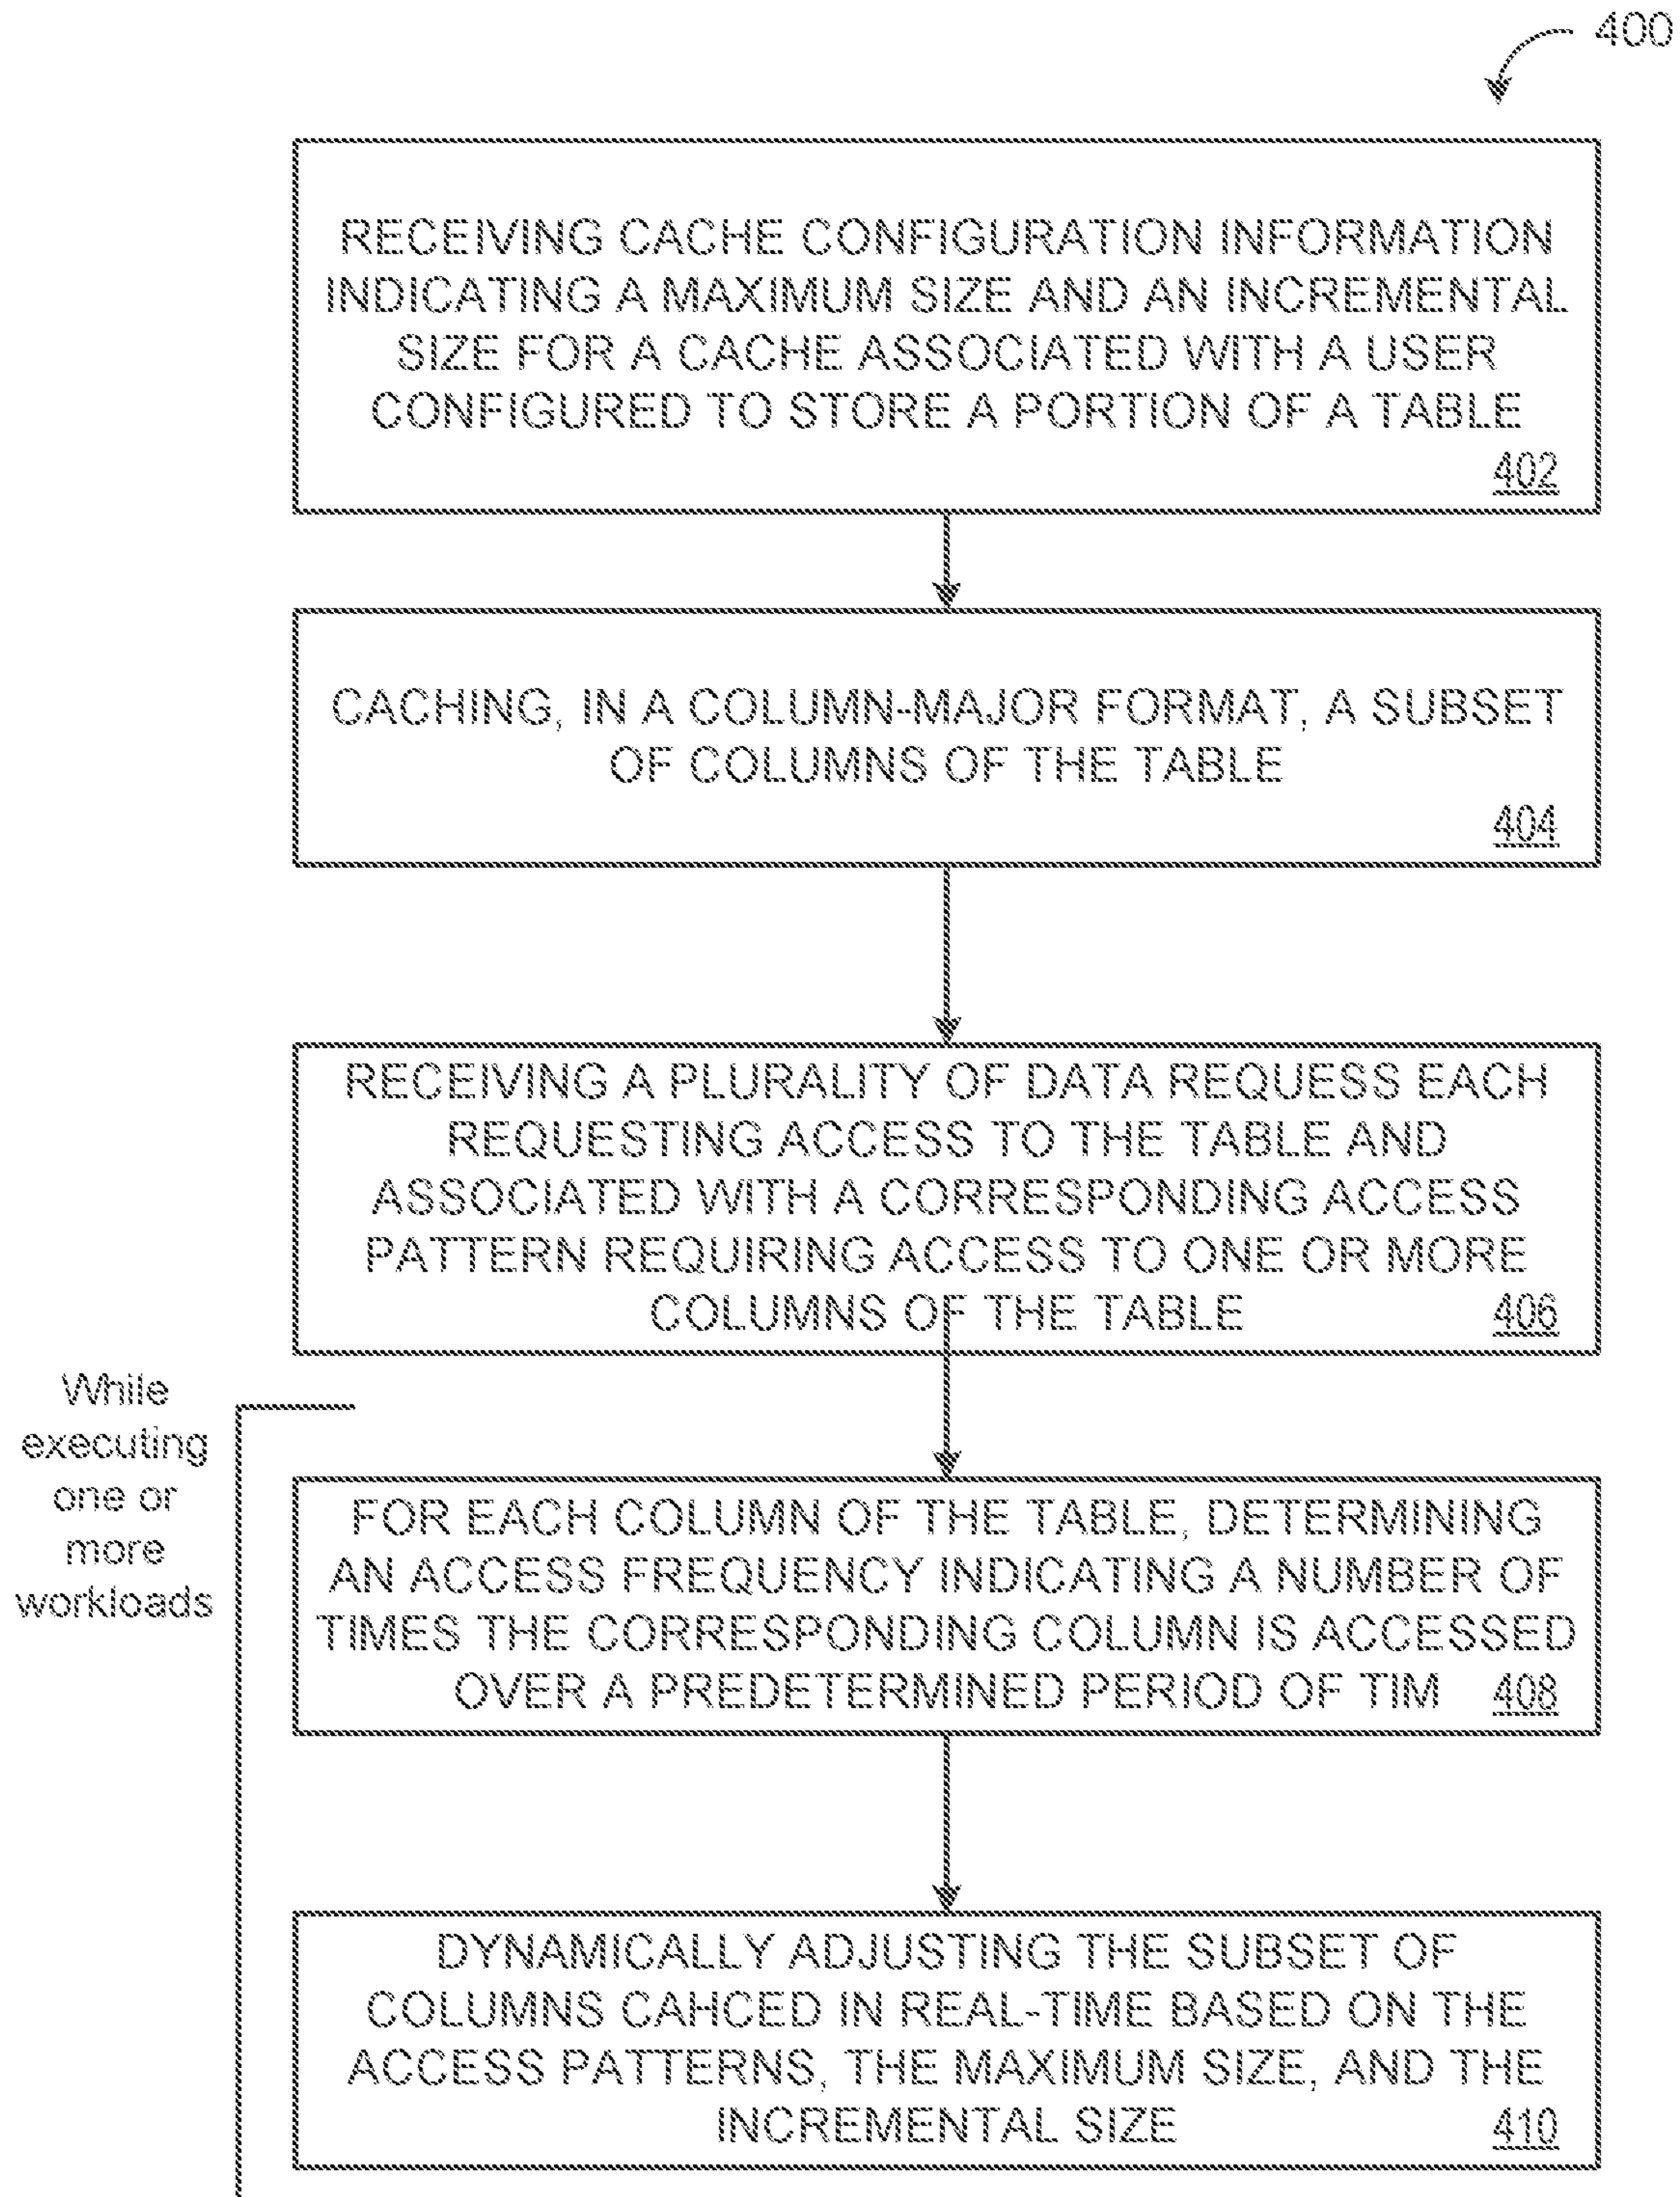 400
RECEIVING CACHE CONFIGURATION INFORMATION
INDICATING A MAXIMUM SIZE AND AN INCREMENTAL
SIZE FOR A CACHE ASSOCIATED WITH A USER
CONFIGURED TO STORE A PORTION OF A TABLE
402
CACHING, IN A COLUMN-MAJOR FORMAT, A SUBSET
OF COLUMNS OF THE TABLE
404
RECEIVING A PLURALITY OF DATA REQUESS EACH
REQUESTING ACCESS TO THE TABLE AND
ASSOCIATED WITH A CORRESPONDING ACCESS
PATTERN REQUIRING ACCESS TO ONE OR MORE
COLUMNS OF THE TABLE 406
While
executing
one or
more
workloads
FOR EACH COLUMN OF THE TABLE, DETERMINING
AN ACCESS FREQUENCY INDICATING A NUMBER OF
TIMES THE CORRESPONDING COLUMN IS ACCESSED
OVER A PREDETERMINED PERIOD OF TIM 408
DYNAMICALLY ADJUSTING THE SUBSET OF
COLUMNS CAHCED IN REAL-TIME BASED ON THE
ACCESS PATTERNS, THE MAXIMUM SIZE, AND THE
INCREMENTAL SIZE 410